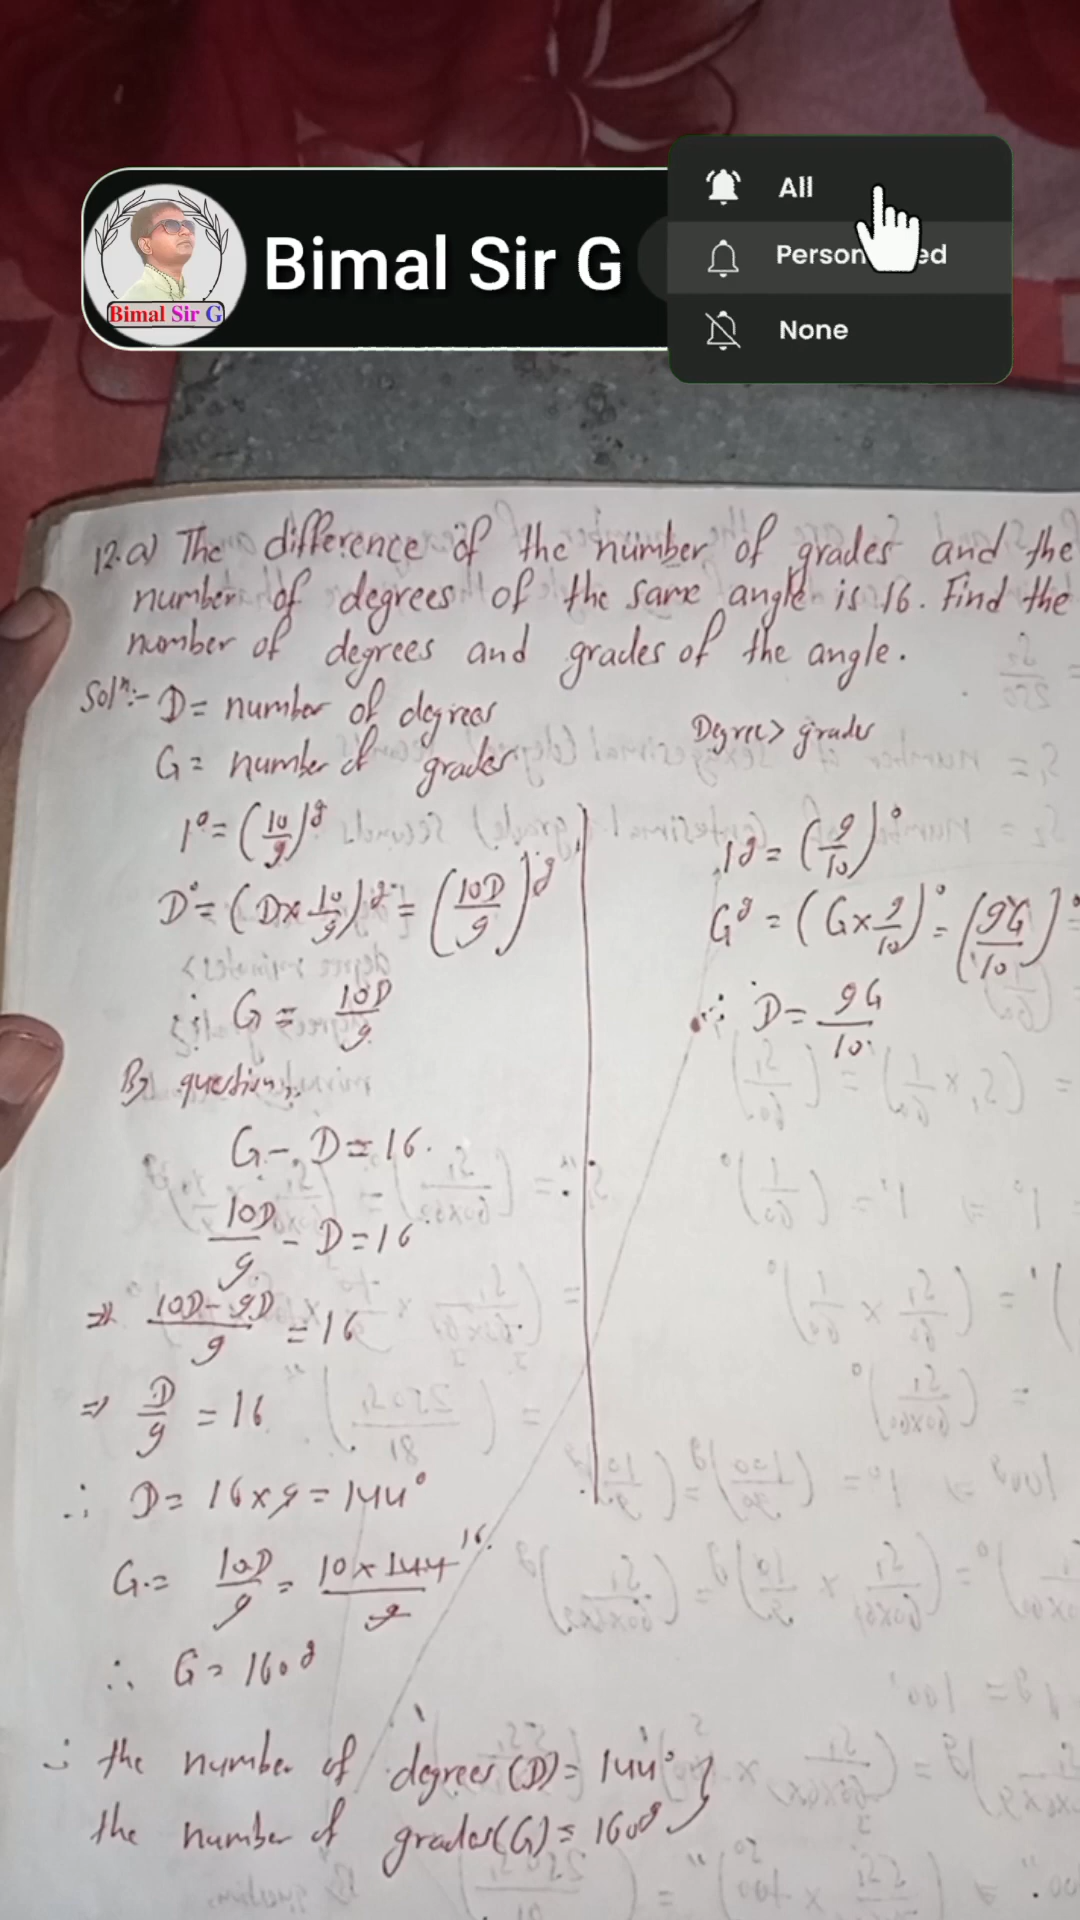 All
Bimal Sir G
Bimal Sir G
None
12.a) The difference of the number of grades and the
number of degrees of the same angle is 16. Find the
number of degrees and grades of the angle.
Solⁿ:- D = number of degrees
G = number of grades
1° = (10/9)^g
D° = (D × 10/9)^g = (10D/9)^g
∴ G = 10D/9
By question,
G - D = 16.
10D/9 - D = 16
⇒ (10D - 9D)/9 = 16
⇒ D/9 = 16
∴ D = 16 × 9 = 144°
G = 10D/9 = (10 × 144)/9 16
∴ G = 160^g
∴ the number of degrees (D) = 144°
the number of grades (G) = 160^g
Degree > grades
1^g = (9/10)°
G^g = (G × 9/10)° = (9G/10)°
∴ D = 9G/10